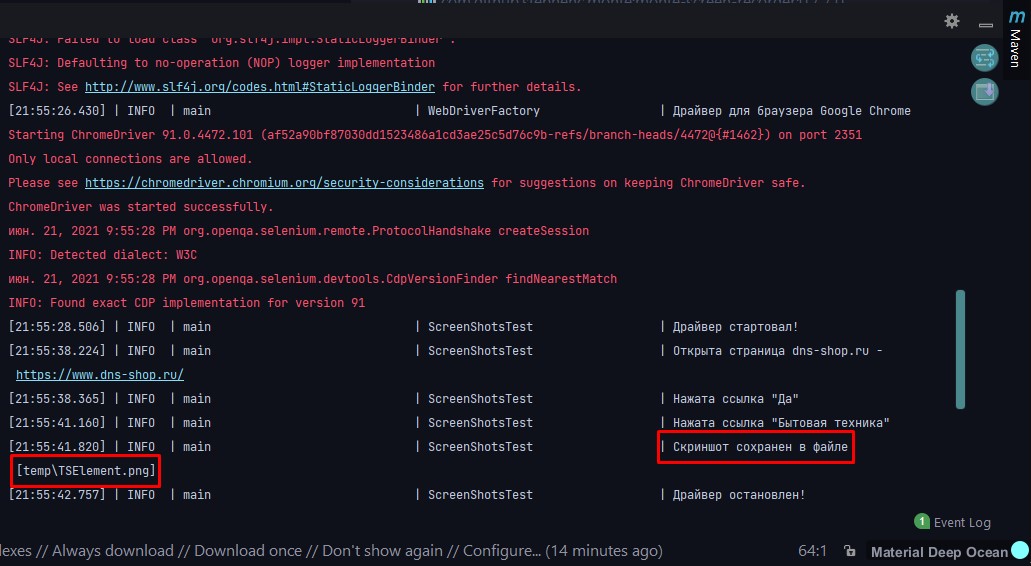 SLF4J: Failed to load class "org.slf4j.impl.StaticLoggerBinder".
m
Maven
SLF4J: Defaulting to no-operation (NOP) logger implementation
SLF4J: See http://www.slf4j.org/codes.html#StaticLoggerBinder for further details.
[21:55:26.430] | INFO | main | WebDriverFactory | Драйвер для браузера Google Chrome
Starting ChromeDriver 91.0.4472.101 (af52a90bf87030dd1523486a1cd3ae25c5d76c9b-refs/branch-heads/4472@{#1462}) on port 2351
Only local connections are allowed.
Please see https://chromedriver.chromium.org/security-considerations for suggestions on keeping ChromeDriver safe.
ChromeDriver was started successfully.
июн. 21, 2021 9:55:28 PM org.openqa.selenium.remote.ProtocolHandshake createSession
INFO: Detected dialect: W3C
июн. 21, 2021 9:55:28 PM org.openqa.selenium.devtools.CdpVersionFinder findNearestMatch
INFO: Found exact CDP implementation for version 91
[21:55:28.506] | INFO | main | ScreenShotsTest | Драйвер стартовал!
[21:55:38.224] | INFO | main | ScreenShotsTest | Открыта страница dns-shop.ru -
https://www.dns-shop.ru/
[21:55:38.365] | INFO | main | ScreenShotsTest | Нажата ссылка "Да"
[21:55:41.160] | INFO | main | ScreenShotsTest | Нажата ссылка "Бытовая техника"
[21:55:41.820] | INFO | main | ScreenShotsTest | Скриншот сохранен в файле
[temp\TSElement.png]
[21:55:42.757] | INFO | main | ScreenShotsTest | Драйвер остановлен!
1 Event Log
lexes // Always download // Download once // Don't show again // Configure... (14 minutes ago) 64:1 Material Deep Ocean